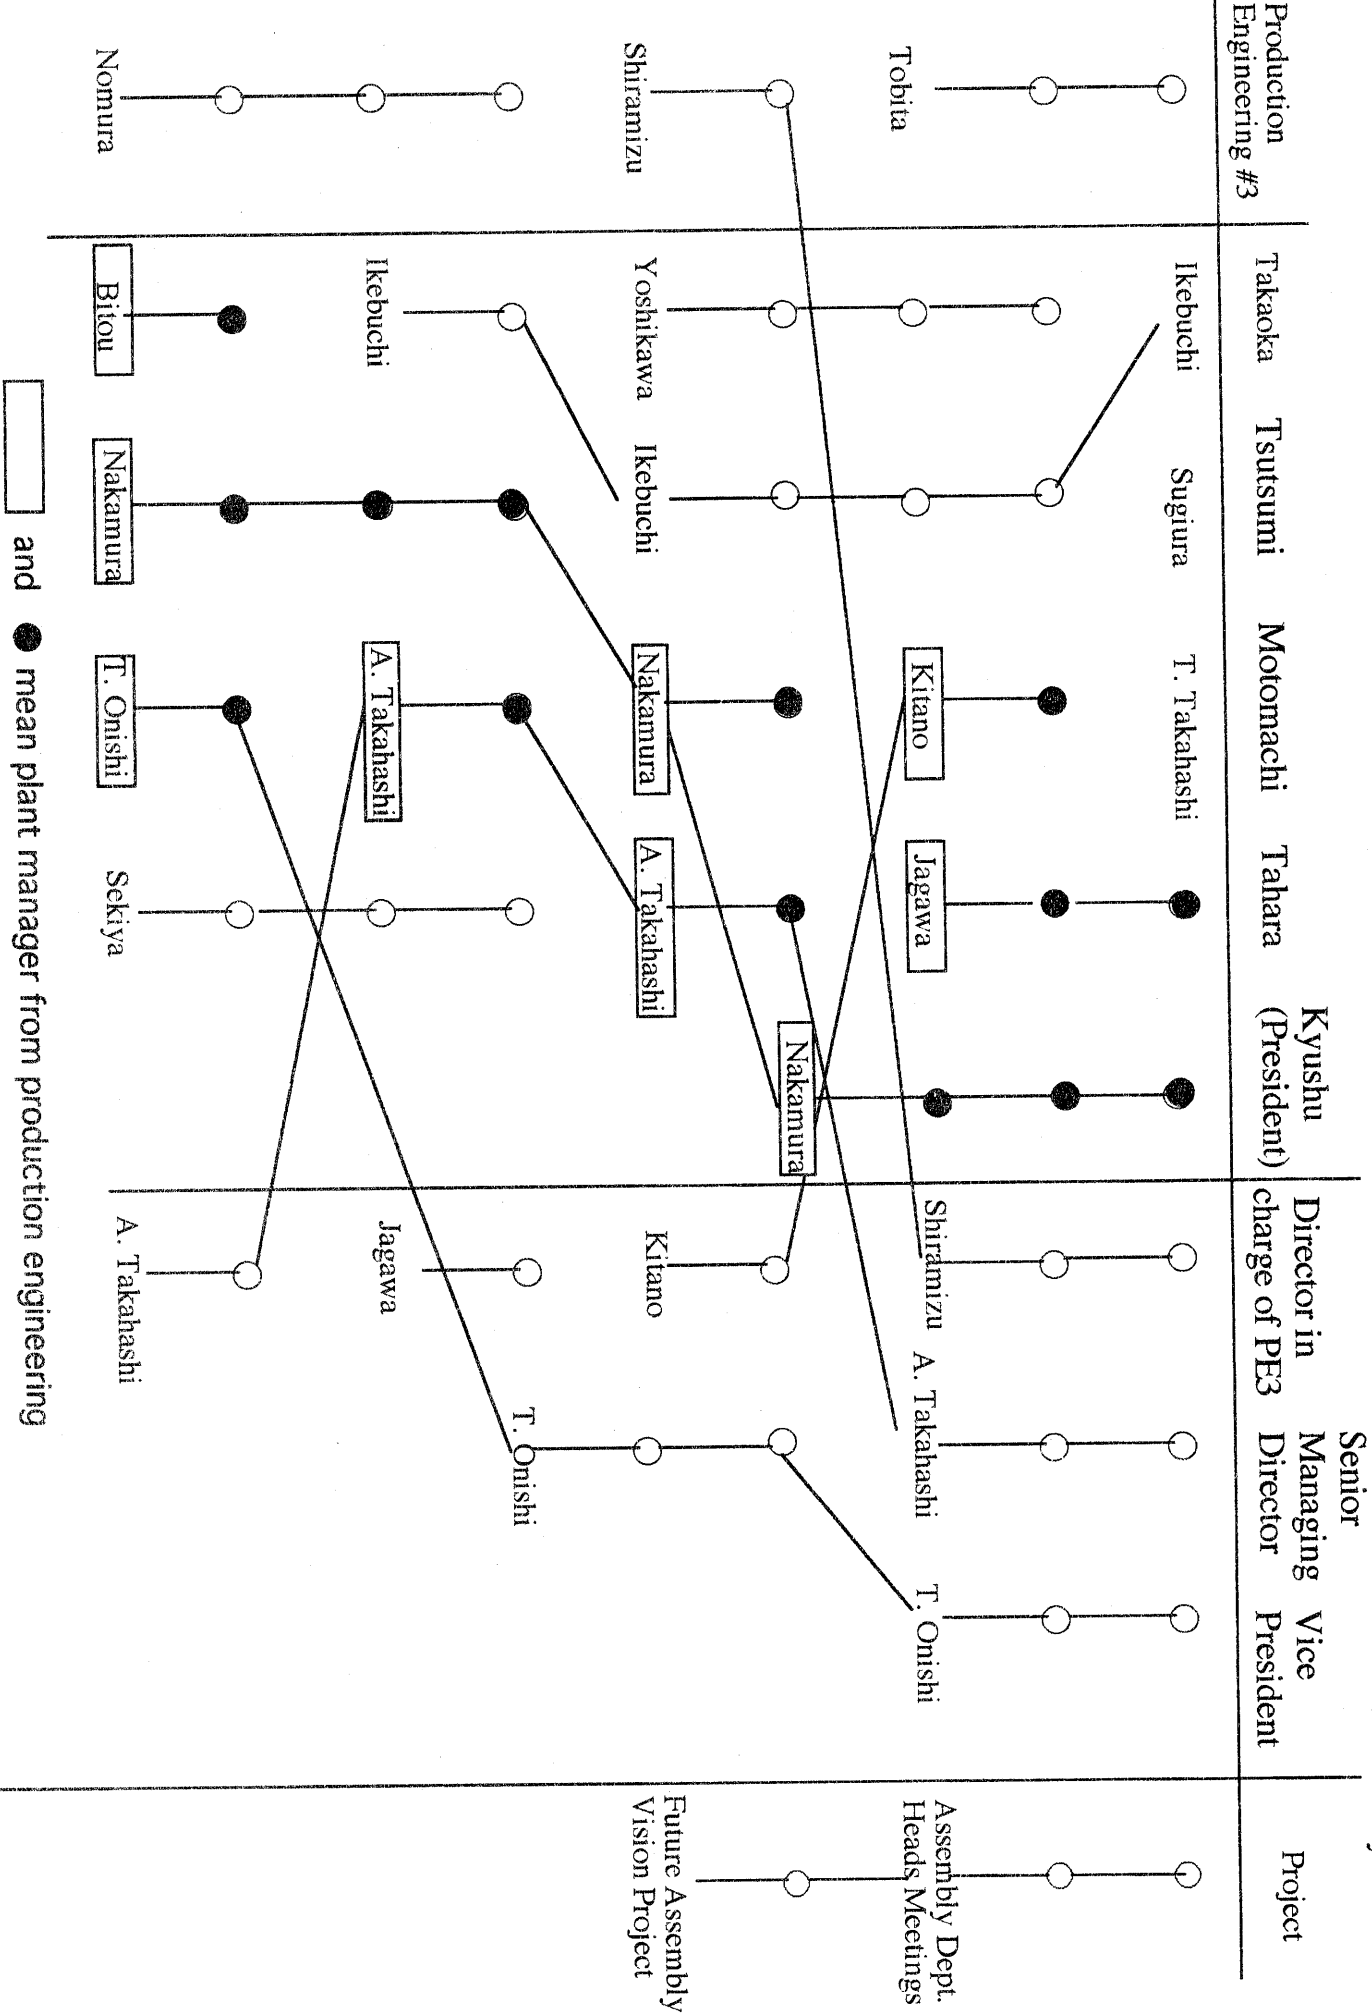 Production
Engineering #3
Takaoka
Tsutsumi
Motomachi
Tahara
Kyushu
(President)
Director in
charge of PE3
Senior
Managing
Director
Vice
President
Project
Ikebuchi
Sugiura
T. Takahashi
Tobita
Kitano
Jagawa
Shiramizu
A. Takahashi
T. Onishi
Assembly Dept.
Heads Meetings
Nakamura
Shiramizu
Yoshikawa
Ikebuchi
Nakamura
A. Takahashi
Kitano
Future Assembly
Vision Project
T. Onishi
Ikebuchi
A. Takahashi
Jagawa
Nomura
Bitou
Nakamura
T. Onishi
Sekiya
A. Takahashi
and ● mean plant manager from production engineering